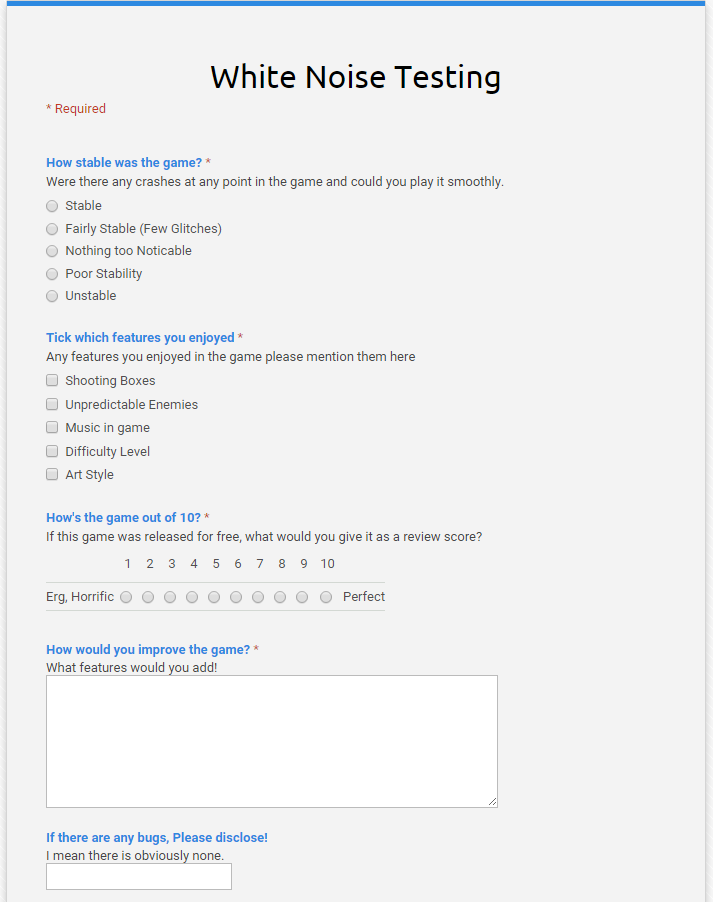 White Noise Testing
* Required
How stable was the game? *
Were there any crashes at any point in the game and could you play it smoothly.
Stable
Fairly Stable (Few Glitches)
Nothing too Noticable
Poor Stability
Unstable
Tick which features you enjoyed *
Any features you enjoyed in the game please mention them here
Shooting Boxes
Unpredictable Enemies
Music in game
Difficulty Level
Art Style
How's the game out of 10? *
If this game was released for free, what would you give it as a review score?
1 2 3 4 5 6 7 8 9 10
Erg, Horrific Perfect
How would you improve the game? *
What features would you add!
If there are any bugs, Please disclose!
I mean there is obviously none.